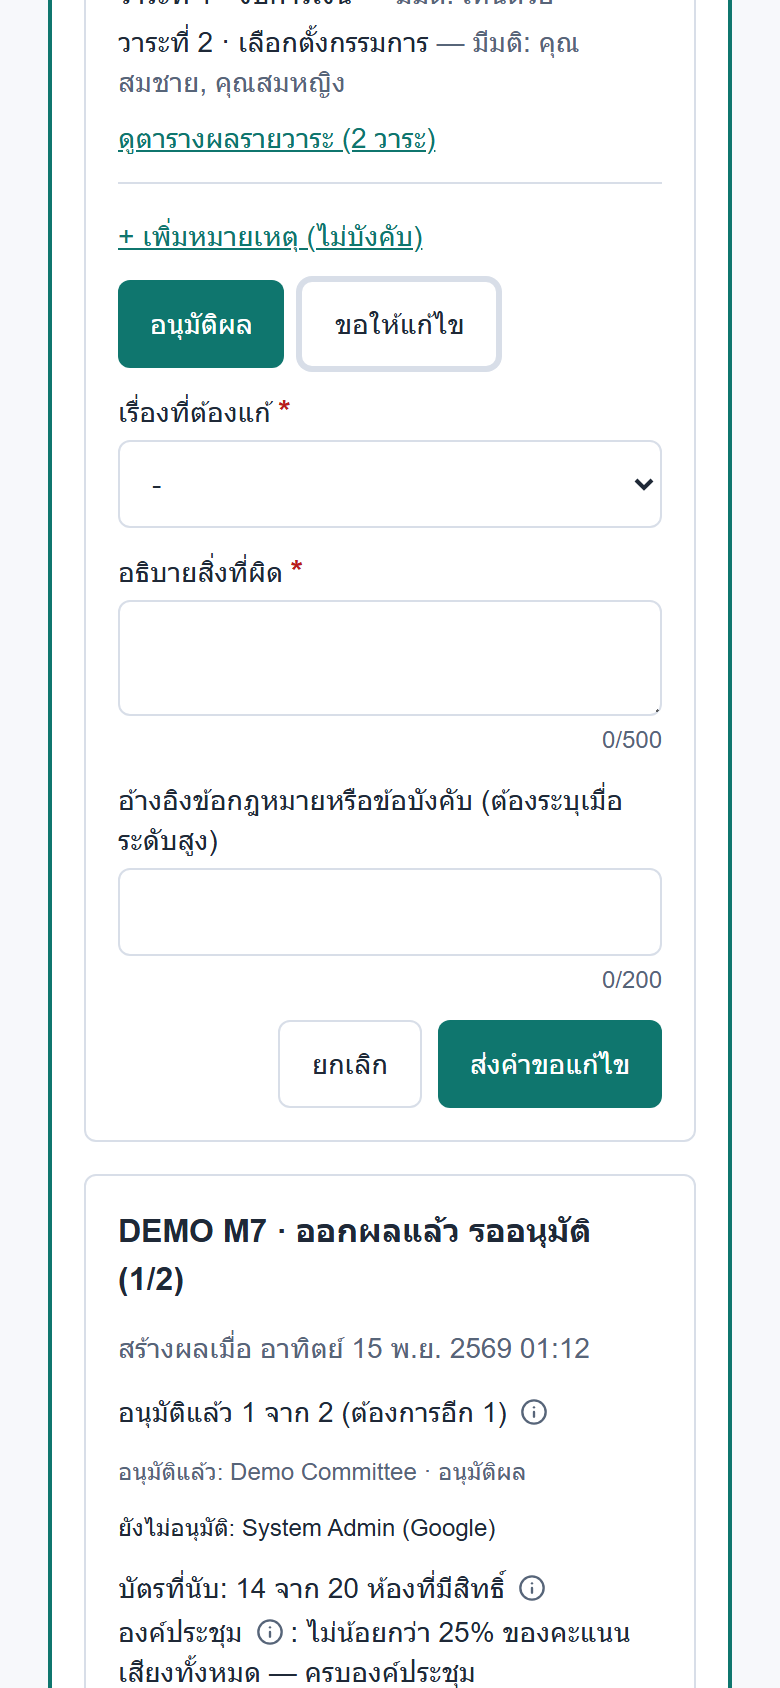 วาระที่ 2 · เลือกตั้งกรรมการ — มีมติ: คุณ
สมชาย, คุณสมหญิง
ดูตารางผลรายวาระ (2 วาระ)
+ เพิ่มหมายเหตุ (ไม่บังคับ)
อนุมัติผล
ขอให้แก้ไข
เรื่องที่ต้องแก้ *
-
อธิบายสิ่งที่ผิด *
0/500
อ้างอิงข้อกฎหมายหรือข้อบังคับ (ต้องระบุเมื่อ
ระดับสูง)
0/200
ยกเลิก
ส่งคำขอแก้ไข
DEMO M7 · ออกผลแล้ว รออนุมัติ
(1/2)
สร้างผลเมื่อ อาทิตย์ 15 พ.ย. 2569 01:12
อนุมัติแล้ว 1 จาก 2 (ต้องการอีก 1)
อนุมัติแล้ว: Demo Committee · อนุมัติผล
ยังไม่อนุมัติ: System Admin (Google)
บัตรที่นับ: 14 จาก 20 ห้องที่มีสิทธิ์
องค์ประชุม : ไม่น้อยกว่า 25% ของคะแนน
เสียงทั้งหมด — ครบองค์ประชุม